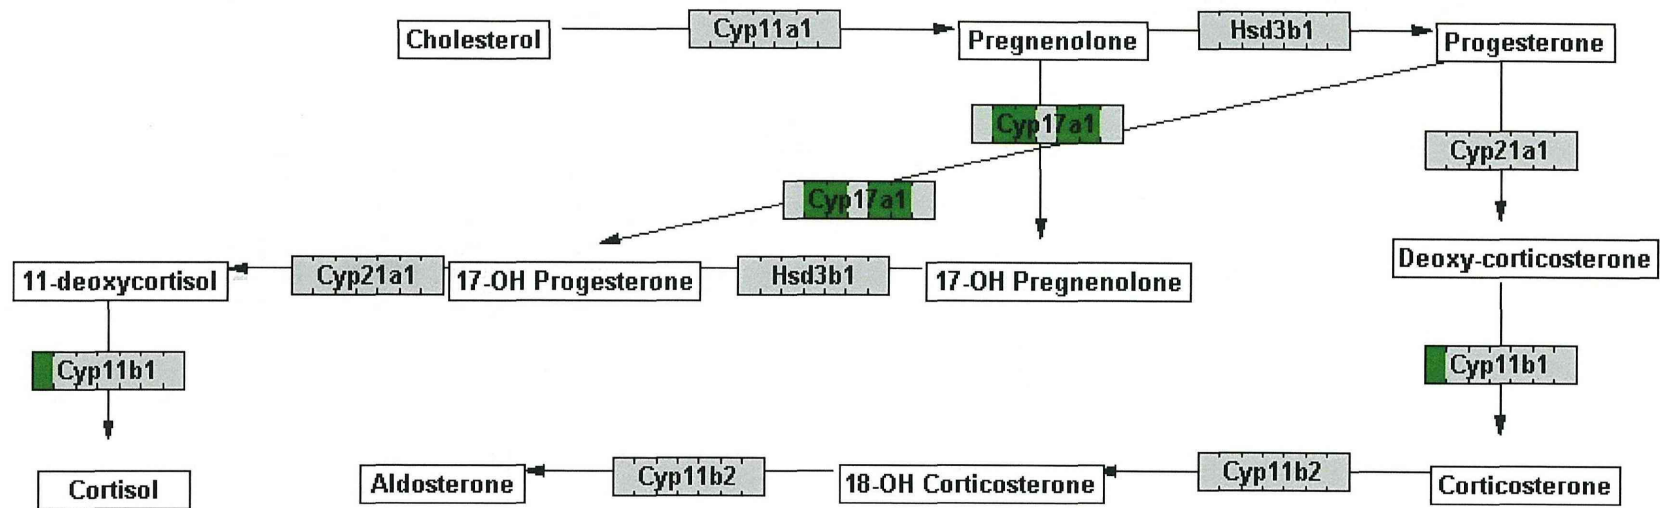 Cholesterol
Cyp11a1
Pregnenolone
Hsd3b1
Progesterone
Cyp17a1
Cyp21a1
Cyp17a1
Deoxy-corticosterone
11-deoxycortisol
Cyp21a1
17-OH Progesterone
Hsd3b1
17-OH Pregnenolone
Cyp11b1
Cyp11b1
Cortisol
Aldosterone
Cyp11b2
18-OH Corticosterone
Cyp11b2
Corticosterone